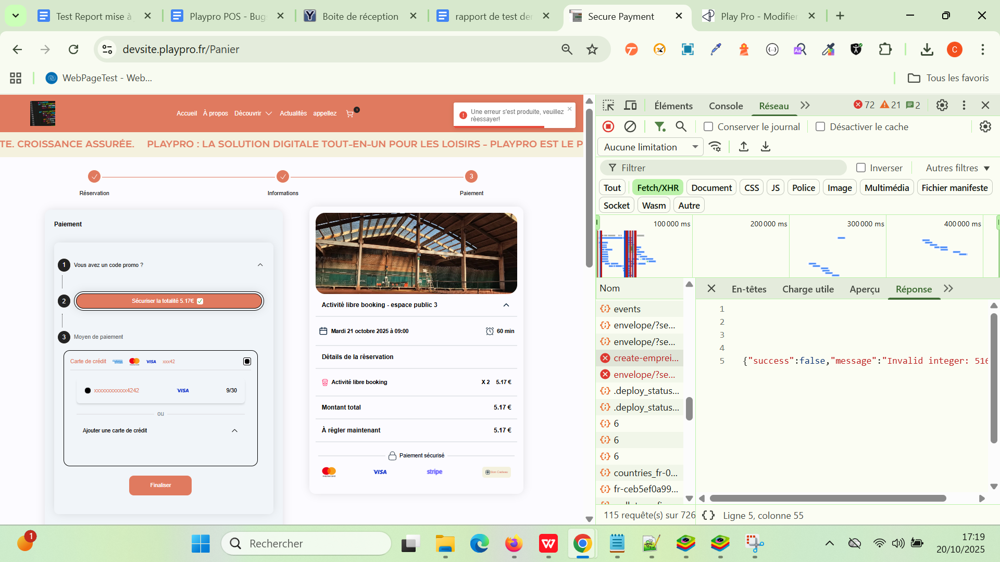 Test Report mise à
Playpro POS - Bugs
Boite de réception
rapport de test der
Secure Payment
Play Pro - Modifier
devsite.playpro.fr/Panier
C
WebPageTest - Web...
Tous les favoris
Accueil À propos Découvrir Actualités appelez
1
Une erreur s'est produite, veuillez réessayer!
TE. CROISSANCE ASSURÉE. PLAYPRO : LA SOLUTION DIGITALE TOUT-EN-UN POUR LES LOISIRS – PLAYPRO EST LE P
3
Réservation
Informations
Paiement
Paiement
1 Vous avez un code promo ?
2 Sécuriser la totalité 5.17€
3 Moyen de paiement
Carte de crédit VISA xxx42
xxxxxxxxxxxx4242 VISA 9/30
ou
Ajouter une carte de crédit
Finaliser
Activité libre booking - espace public 3
Mardi 21 octobre 2025 à 09:00 60 min
Détails de la réservation
Activité libre booking X 2 5.17 €
Montant total 5.17 €
À régler maintenant 5.17 €
Paiement sécurisé
mastercard VISA stripe Bon Cadeau
Éléments Console Réseau 72 21 2
Conserver le journal Désactiver le cache
Aucune limitation
Filtrer Inverser Autres filtres
Tout Fetch/XHR Document CSS JS Police Image Multimédia Fichier manifeste
Socket Wasm Autre
100 000 ms 200 000 ms 300 000 ms 400 000 ms
Nom
events
envelope/?se...
envelope/?se...
create-emprei...
envelope/?se...
.deploy_status...
.deploy_status...
6
6
6
countries_fr-0...
fr-ceb5ef0a99...
115 requête(s) sur 726
En-têtes Charge utile Aperçu Réponse
1
2
3
4
5 {"success":false,"message":"Invalid integer: 516
{} Ligne 5, colonne 55
1
Rechercher
17:19
20/10/2025